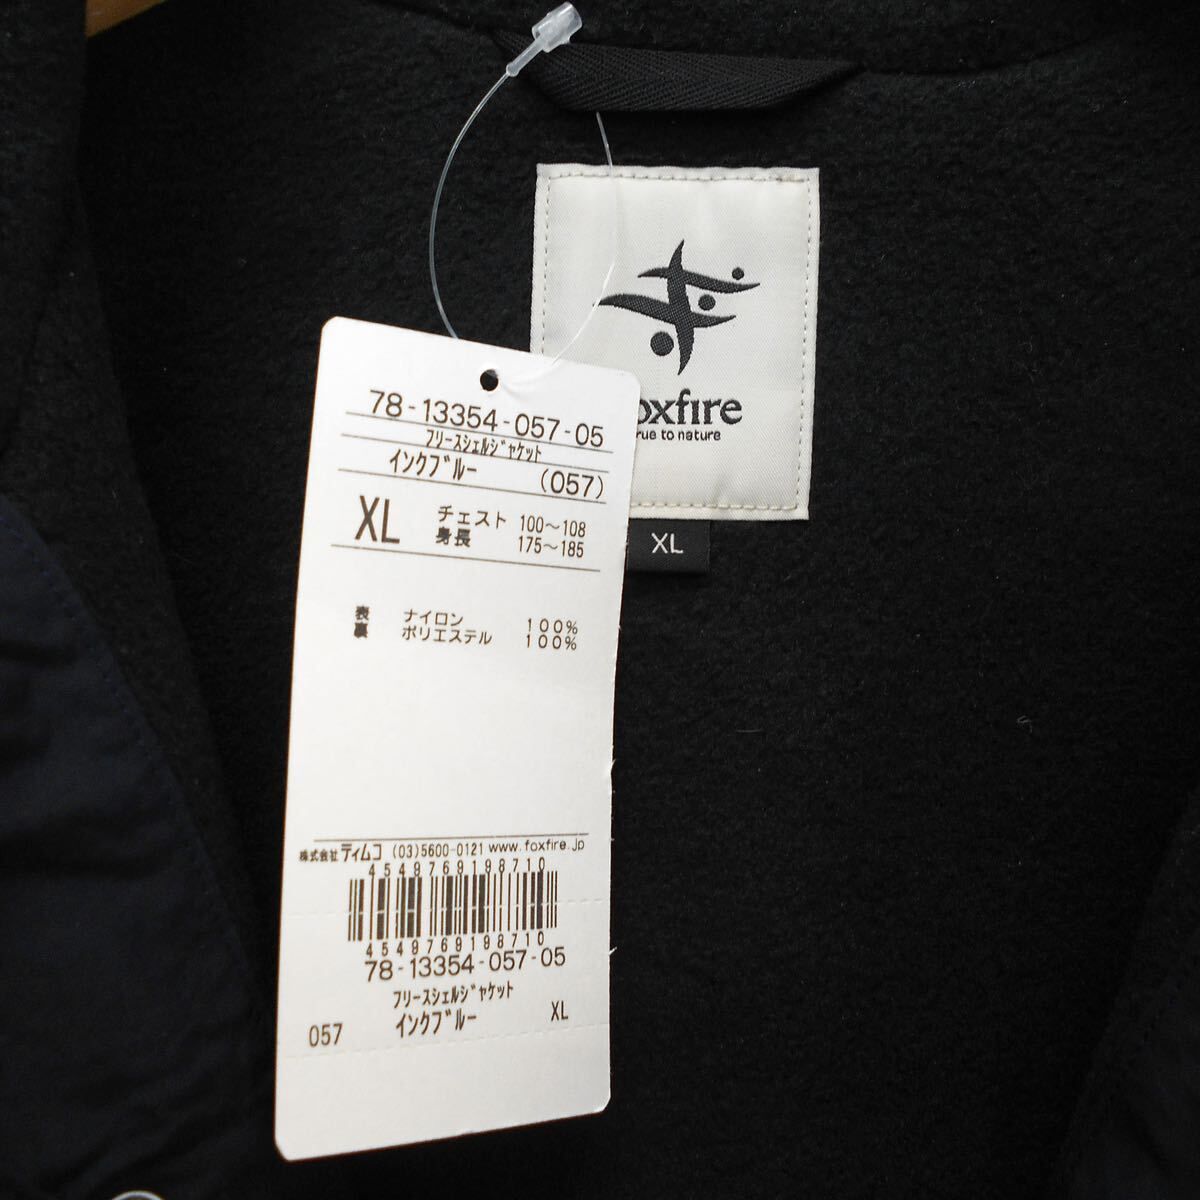 78-13354-057-05
フリースシェルジャケット
インクブルー (057)
XL チェスト 100~108
身長 175~185
表 ナイロン 100%
裏 ポリエステル 100%
株式会社 ティムコ (03)5600-0121 www.foxfire.jp
4549769198710
4549769198710
78-13354-057-05
フリースシェルジャケット
057 インクブルー XL
oxfire
rue to nature
XL